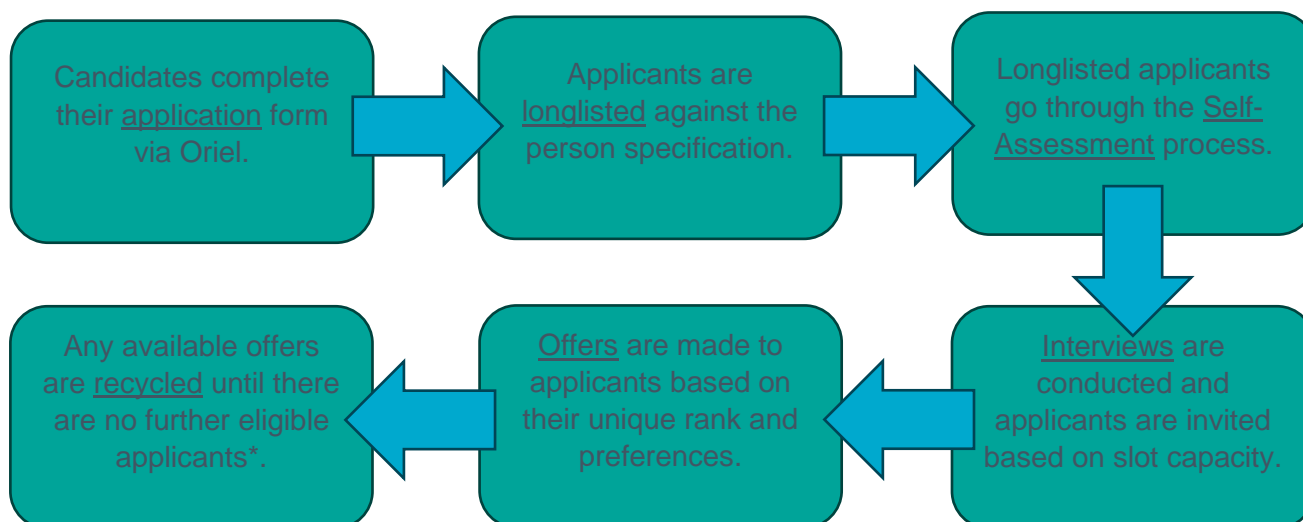 Candidates complete
their application form
via Oriel.
Applicants are
longlisted against the
person specification.
Longlisted applicants
go through the Self-
Assessment process.
Interviews are
conducted and
applicants are invited
based on slot capacity.
Offers are made to
applicants based on
their unique rank and
preferences.
Any available offers
are recycled until there
are no further eligible
applicants*.